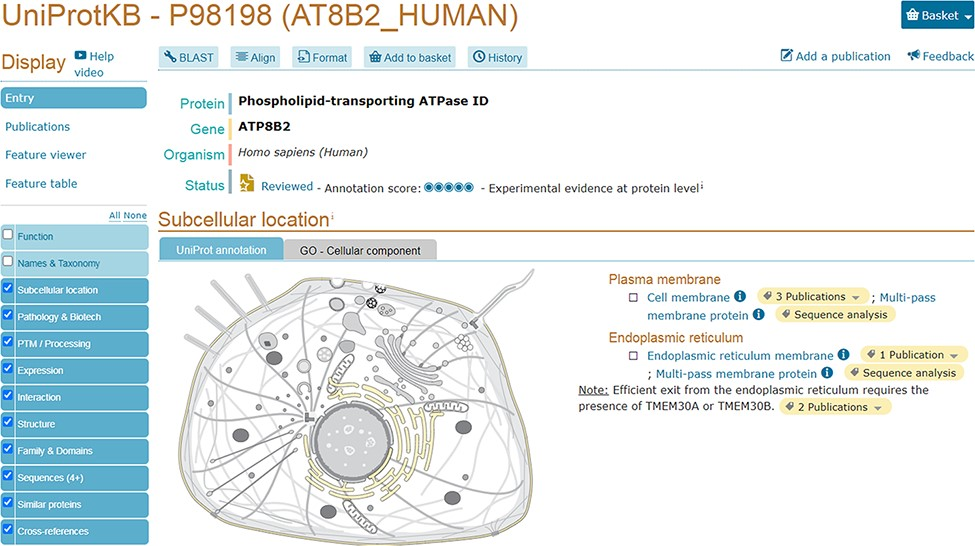 UniProtKB - P98198 (AT8B2_HUMAN)
Basket
Display
Help video
BLAST
Align
Format
Add to basket
History
Add a publication
Feedback
Entry
Publications
Feature viewer
Feature table
All None
Function
Names & Taxonomy
Subcellular location
Pathology & Biotech
PTM / Processing
Expression
Interaction
Structure
Family & Domains
Sequences (4+)
Similar proteins
Cross-references
Protein Phospholipid-transporting ATPase ID
Gene ATP8B2
Organism Homo sapiens (Human)
Status Reviewed - Annotation score: - Experimental evidence at protein level i
Subcellular location i
UniProt annotation
GO - Cellular component
Plasma membrane
Cell membrane i 3 Publications ; Multi-pass
membrane protein i Sequence analysis
Endoplasmic reticulum
Endoplasmic reticulum membrane i 1 Publication
; Multi-pass membrane protein i Sequence analysis
Note: Efficient exit from the endoplasmic reticulum requires the
presence of TMEM30A or TMEM30B. 2 Publications